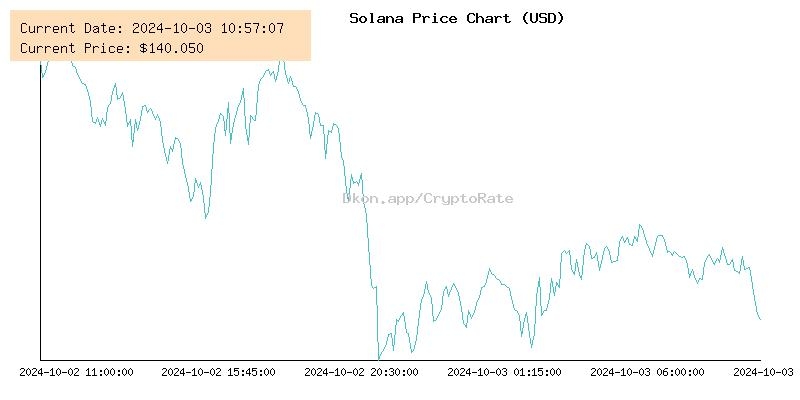 Solana Price Chart (USD)
Current Date: 2024-10-03 10:57:07
Current Price: $140.050
Dkon.app/CryptoRate
2024-10-02 11:00:00 2024-10-02 15:45:00 2024-10-02 20:30:00 2024-10-03 01:15:00 2024-10-03 06:00:00 2024-10-03